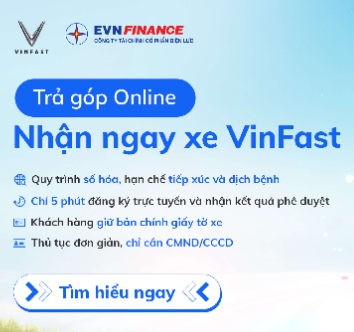 VINFAST
EVNFINANCE
CÔNG TY TÀI CHÍNH CỔ PHẦN ĐIỆN LỰC
Trả góp Online
Nhận ngay xe VinFast
Quy trình số hóa, hạn chế tiếp xúc và dịch bệnh
Chỉ 5 phút đăng ký trực tuyến và nhận kết quả phê duyệt
Khách hàng giữ bản chính giấy tờ xe
Thủ tục đơn giản, chỉ cần CMND/CCCD
Tìm hiểu ngay